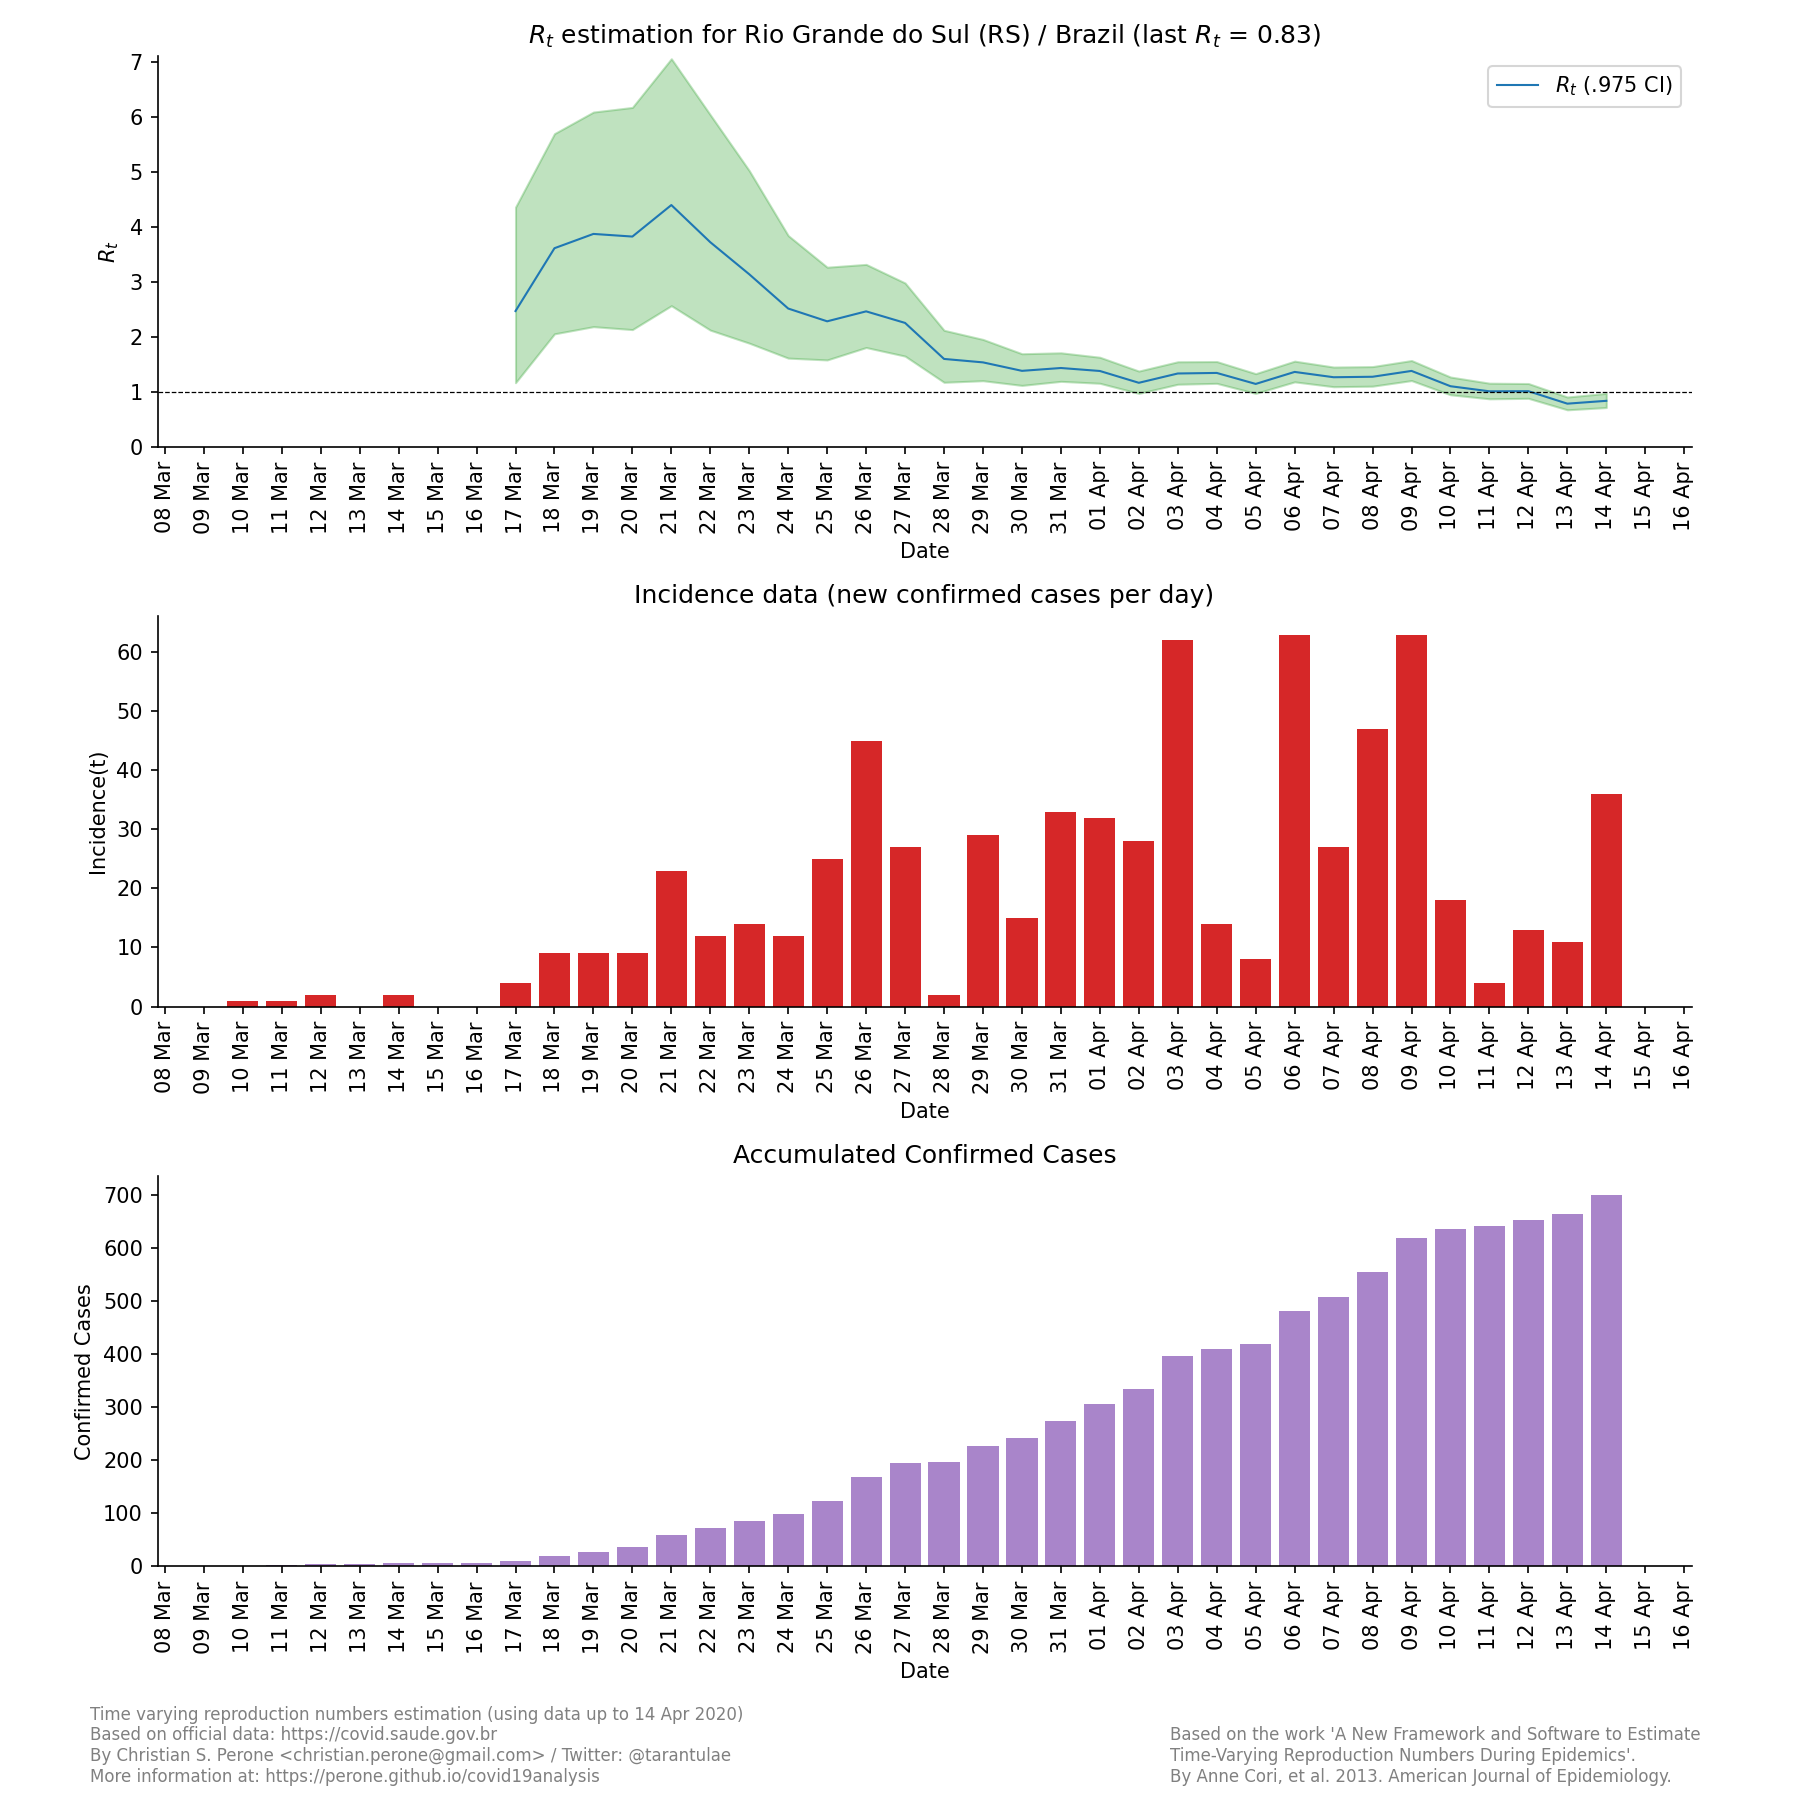 Rt estimation for Rio Grande do Sul (RS) / Brazil (last Rt = 0.83)
Rt (.975 CI)
Rt
7
6
5
4
3
2
1
0
08 Mar 09 Mar 10 Mar 11 Mar 12 Mar 13 Mar 14 Mar 15 Mar 16 Mar 17 Mar 18 Mar 19 Mar 20 Mar 21 Mar 22 Mar 23 Mar 24 Mar 25 Mar 26 Mar 27 Mar 28 Mar 29 Mar 30 Mar 31 Mar 01 Apr 02 Apr 03 Apr 04 Apr 05 Apr 06 Apr 07 Apr 08 Apr 09 Apr 10 Apr 11 Apr 12 Apr 13 Apr 14 Apr 15 Apr 16 Apr
Date
Incidence data (new confirmed cases per day)
Incidence(t)
60
50
40
30
20
10
0
08 Mar 09 Mar 10 Mar 11 Mar 12 Mar 13 Mar 14 Mar 15 Mar 16 Mar 17 Mar 18 Mar 19 Mar 20 Mar 21 Mar 22 Mar 23 Mar 24 Mar 25 Mar 26 Mar 27 Mar 28 Mar 29 Mar 30 Mar 31 Mar 01 Apr 02 Apr 03 Apr 04 Apr 05 Apr 06 Apr 07 Apr 08 Apr 09 Apr 10 Apr 11 Apr 12 Apr 13 Apr 14 Apr 15 Apr 16 Apr
Date
Accumulated Confirmed Cases
Confirmed Cases
700
600
500
400
300
200
100
0
08 Mar 09 Mar 10 Mar 11 Mar 12 Mar 13 Mar 14 Mar 15 Mar 16 Mar 17 Mar 18 Mar 19 Mar 20 Mar 21 Mar 22 Mar 23 Mar 24 Mar 25 Mar 26 Mar 27 Mar 28 Mar 29 Mar 30 Mar 31 Mar 01 Apr 02 Apr 03 Apr 04 Apr 05 Apr 06 Apr 07 Apr 08 Apr 09 Apr 10 Apr 11 Apr 12 Apr 13 Apr 14 Apr 15 Apr 16 Apr
Date
Time varying reproduction numbers estimation (using data up to 14 Apr 2020)
Based on official data: https://covid.saude.gov.br
By Christian S. Perone <christian.perone@gmail.com> / Twitter: @tarantulae
More information at: https://perone.github.io/covid19analysis
Based on the work 'A New Framework and Software to Estimate
Time-Varying Reproduction Numbers During Epidemics'.
By Anne Cori, et al. 2013. American Journal of Epidemiology.